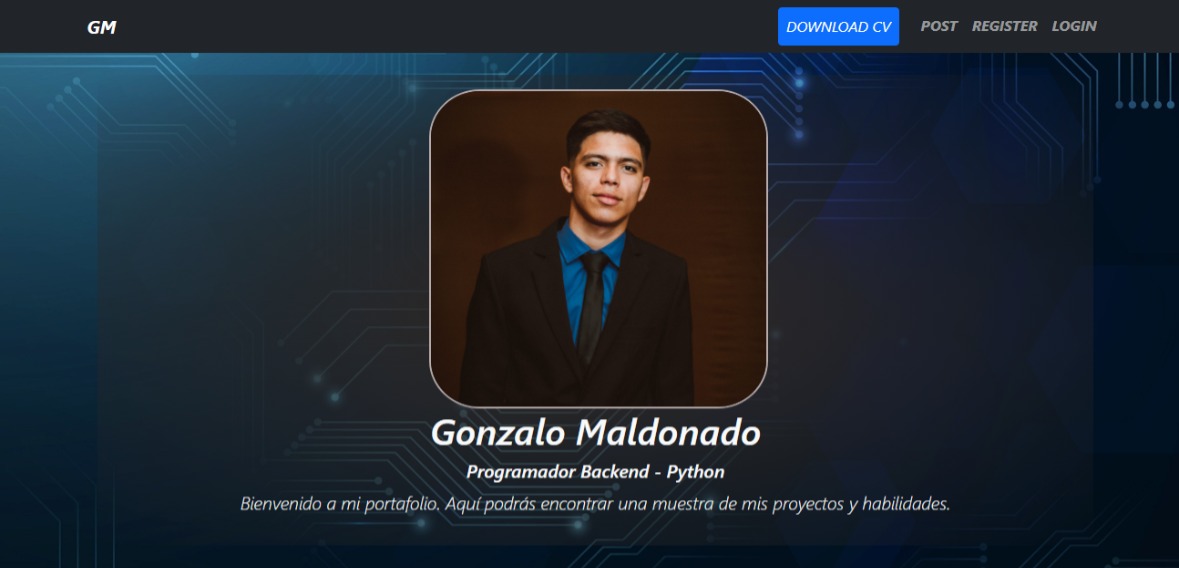 GM
DOWNLOAD CV POST REGISTER LOGIN
Gonzalo Maldonado
Programador Backend - Python
Bienvenido a mi portafolio. Aquí podrás encontrar una muestra de mis proyectos y habilidades.